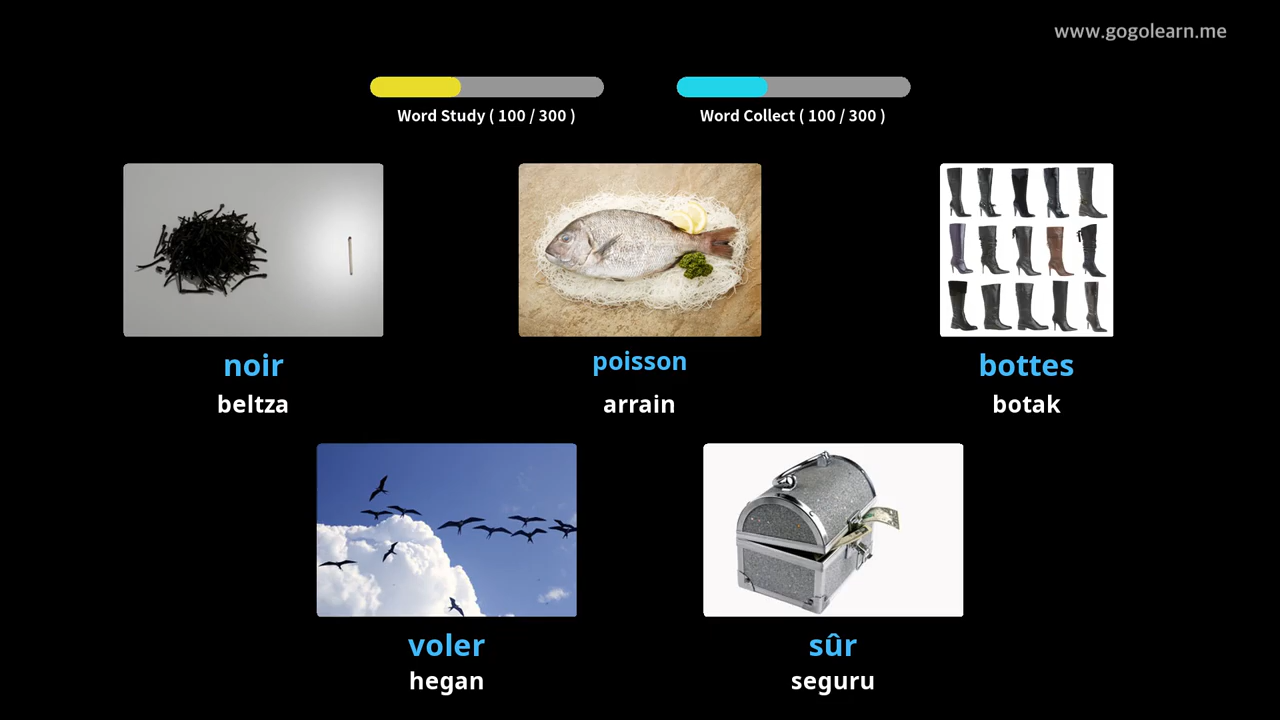 www.gogolearn.me
Word Study ( 100 / 300 )
Word Collect ( 100 / 300 )
noir
beltza
poisson
arrain
bottes
botak
voler
hegan
sûr
seguru